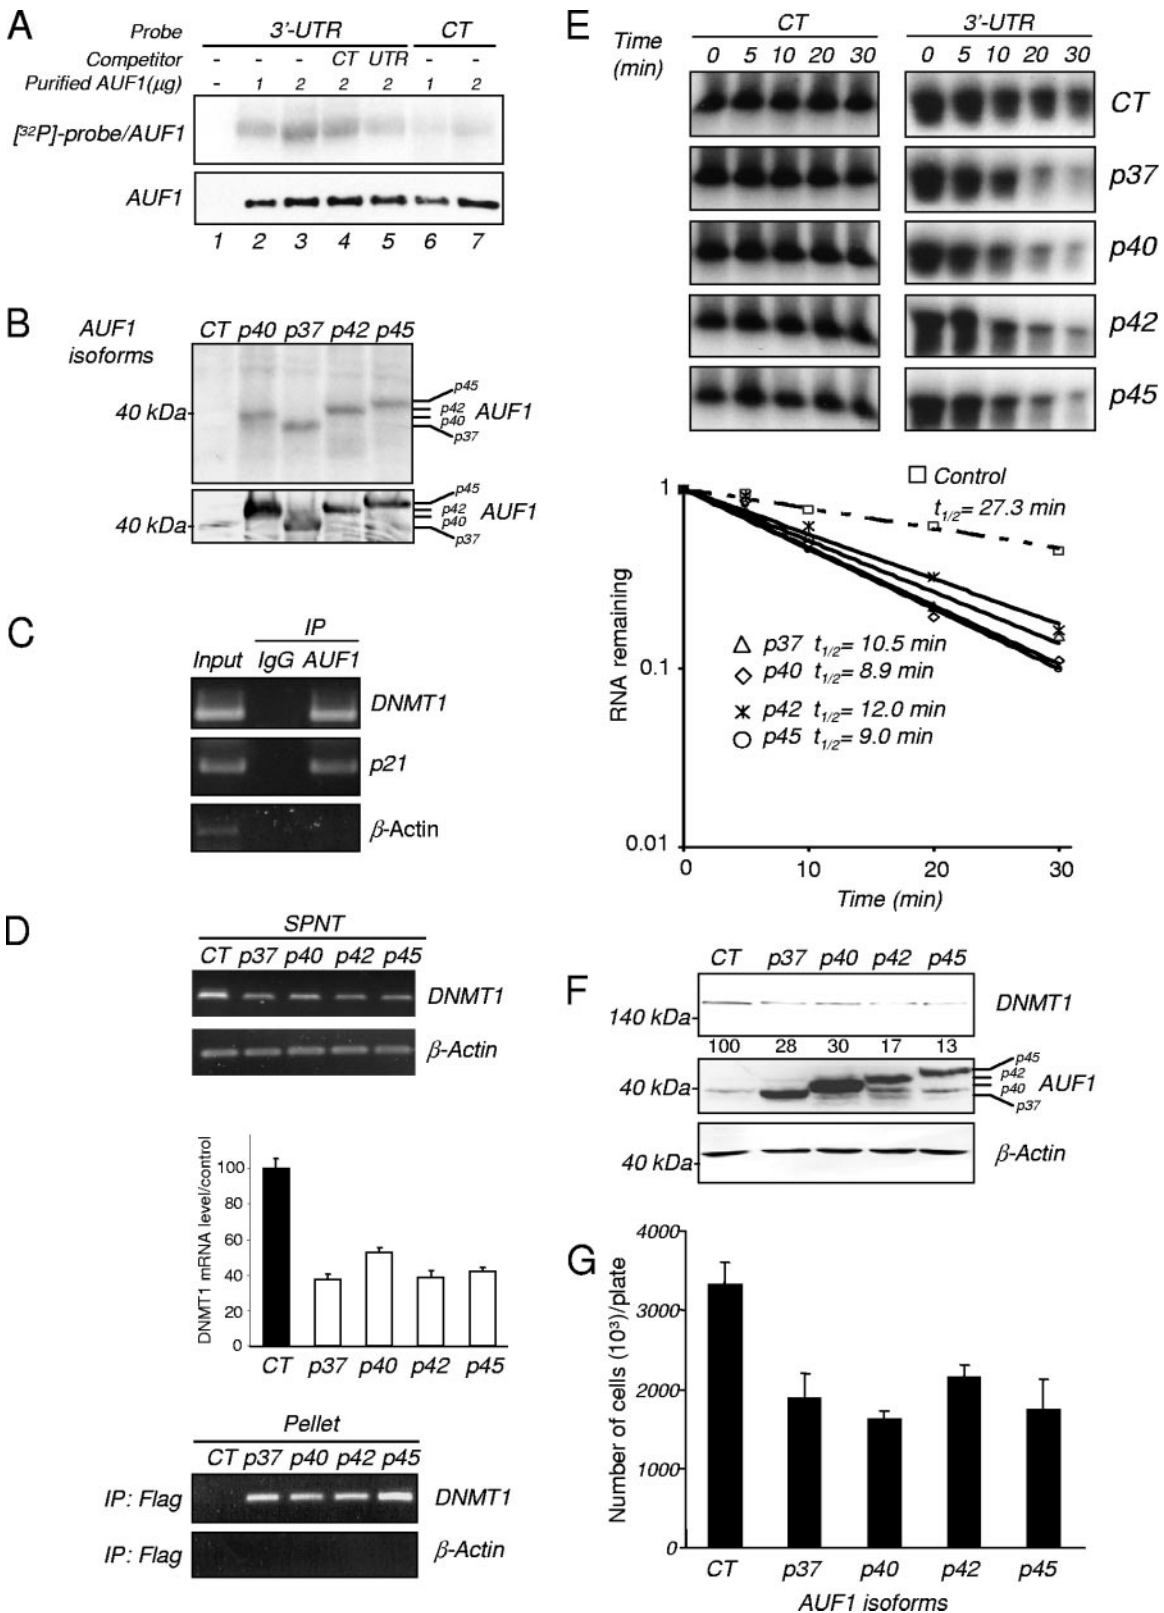 A
Probe 3'-UTR CT
Competitor - - - CT UTR - -
Purified AUF1(µg) - 1 2 2 2 1 2
[³²P]-probe/AUF1
AUF1
1 2 3 4 5 6 7
B
AUF1 isoforms
CT p40 p37 p42 p45
40 kDa
p45
p42
p40
p37
AUF1
40 kDa
p45
p42
p40
p37
AUF1
C
IP
Input IgG AUF1
DNMT1
p21
β-Actin
D
SPNT
CT p37 p40 p42 p45
DNMT1
β-Actin
DNMT1 mRNA level/control
100
80
60
40
20
0
CT p37 p40 p42 p45
Pellet
CT p37 p40 p42 p45
IP: Flag DNMT1
IP: Flag β-Actin
E
CT 3'-UTR
Time (min)
0 5 10 20 30 0 5 10 20 30
CT
p37
p40
p42
p45
Control
t1/2= 27.3 min
RNA remaining
1
0.1
0.01
p37 t1/2= 10.5 min
p40 t1/2= 8.9 min
p42 t1/2= 12.0 min
p45 t1/2= 9.0 min
0 10 20 30
Time (min)
F
CT p37 p40 p42 p45
140 kDa DNMT1
100 28 30 17 13
40 kDa
p45
p42
p40
p37
AUF1
40 kDa β-Actin
G
Number of cells (10³)/plate
4000
3000
2000
1000
0
CT p37 p40 p42 p45
AUF1 isoforms